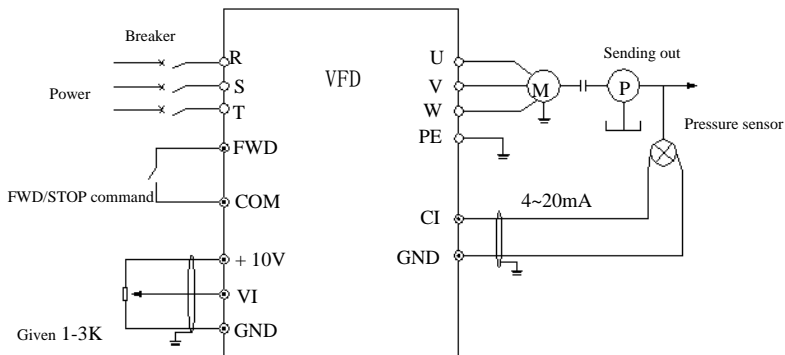 Breaker
Power
R
S
T
VFD
U
V
W
PE
M
P
Sending out
Pressure sensor
FWD
FWD/STOP command
COM
CI
4~20mA
GND
+ 10V
VI
Given 1-3K
GND